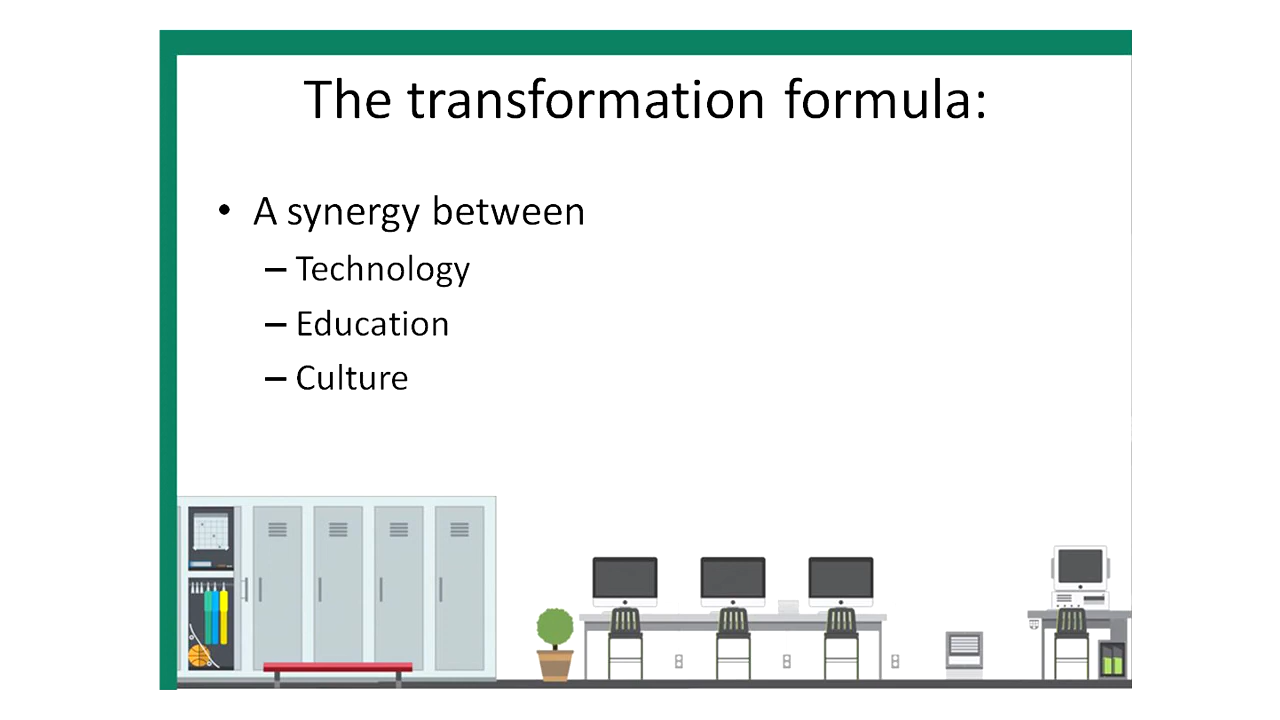 The transformation formula:
• A synergy between
– Technology
– Education
– Culture